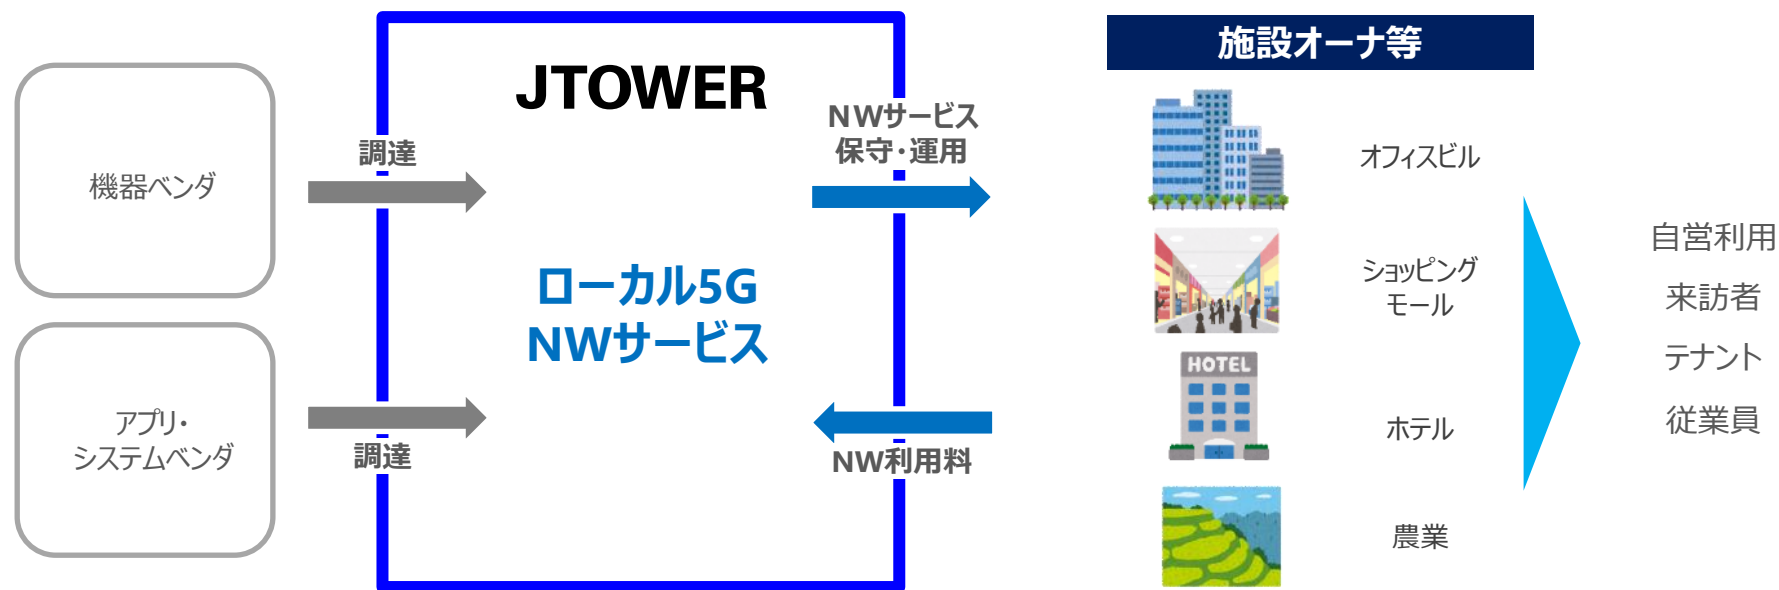 機器ベンダ
アプリ・
システムベンダ
調達
調達
JTOWER
ローカル5G
NWサービス
NWサービス
保守・運用
NW利用料
施設オーナ等
オフィスビル
ショッピング
モール
HOTEL
ホテル
農業
自営利用
来訪者
テナント
従業員